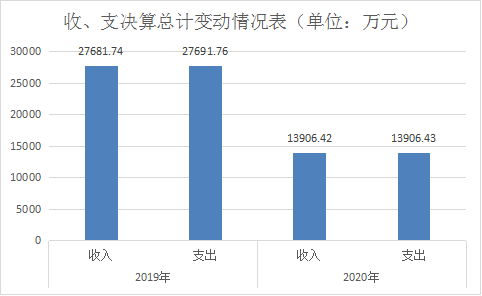 收、支决算总计变动情况表（单位：万元）
30000
25000
20000
15000
10000
5000
0
27681.74
27691.76
13906.42
13906.43
收入
支出
收入
支出
2019年
2020年